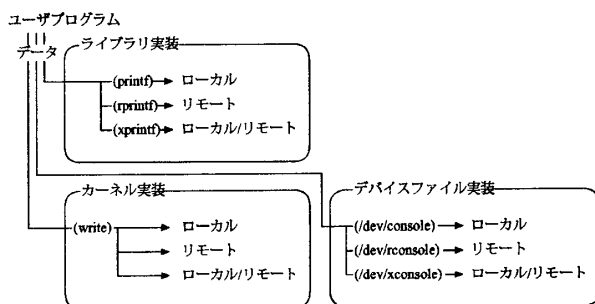 ユーザプログラム
データ
ライブラリ実装
(printf) ローカル
(rprintf) リモート
(xprintf) ローカル/リモート
カーネル実装
(write) ローカル
リモート
ローカル/リモート
デバイスファイル実装
(/dev/console) ローカル
(/dev/rconsole) リモート
(/dev/xconsole) ローカル/リモート